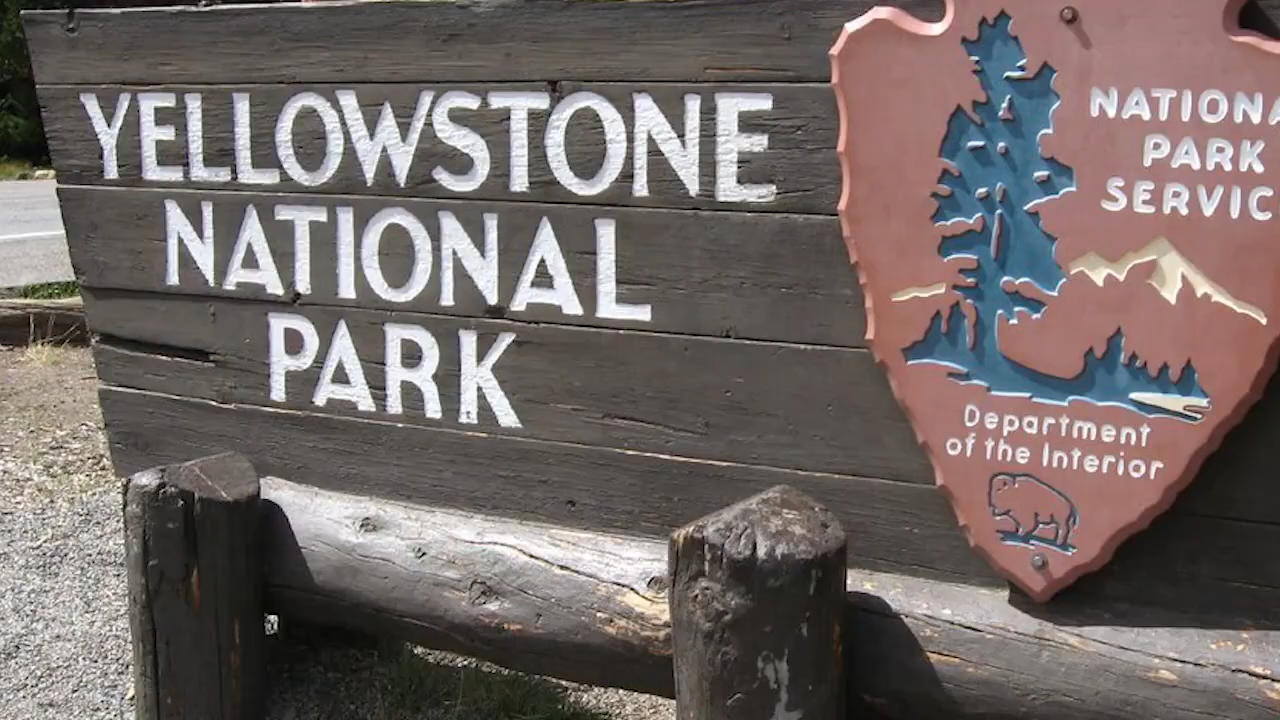 YELLOWSTONE
NATIONAL
PARK
NATIONA
PARK
SERVIC
Department
of the Interior